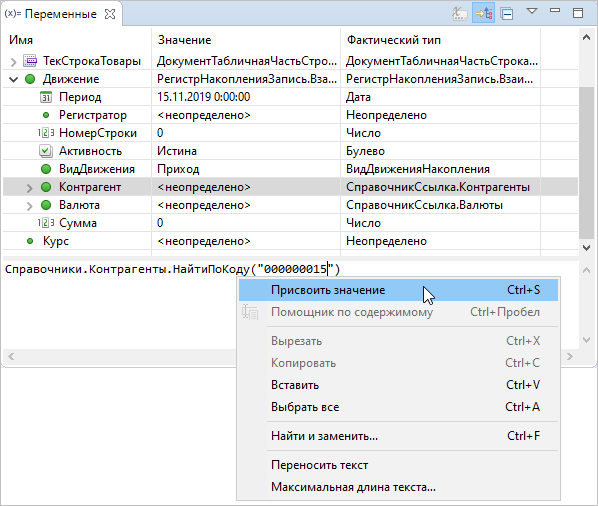 (x)= Переменные
Имя Значение Фактический тип
ТекСтрокаТовары ДокументТабличнаяЧастьСтро... ДокументТабличнаяЧастьСтрока...
Движение РегистрНакопленияЗапись.Вза... РегистрНакопленияЗапись.Взаи...
31 Период 15.11.2019 0:00:00 Дата
Регистратор <неопределено> Неопределено
123 НомерСтроки 0 Число
Активность Истина Булево
ВидДвижения Приход ВидДвиженияНакопления
Контрагент <неопределено> СправочникСсылка.Контрагенты
Валюта <неопределено> СправочникСсылка.Валюты
123 Сумма 0 Число
Курс <неопределено> Неопределено
Справочники.Контрагенты.НайтиПоКоду("000000015")
Присвоить значение Ctrl+S
Помощник по содержимому Ctrl+Пробел
Вырезать Ctrl+X
Копировать Ctrl+C
Вставить Ctrl+V
Выбрать все Ctrl+A
Найти и заменить... Ctrl+F
Переносить текст
Максимальная длина текста...